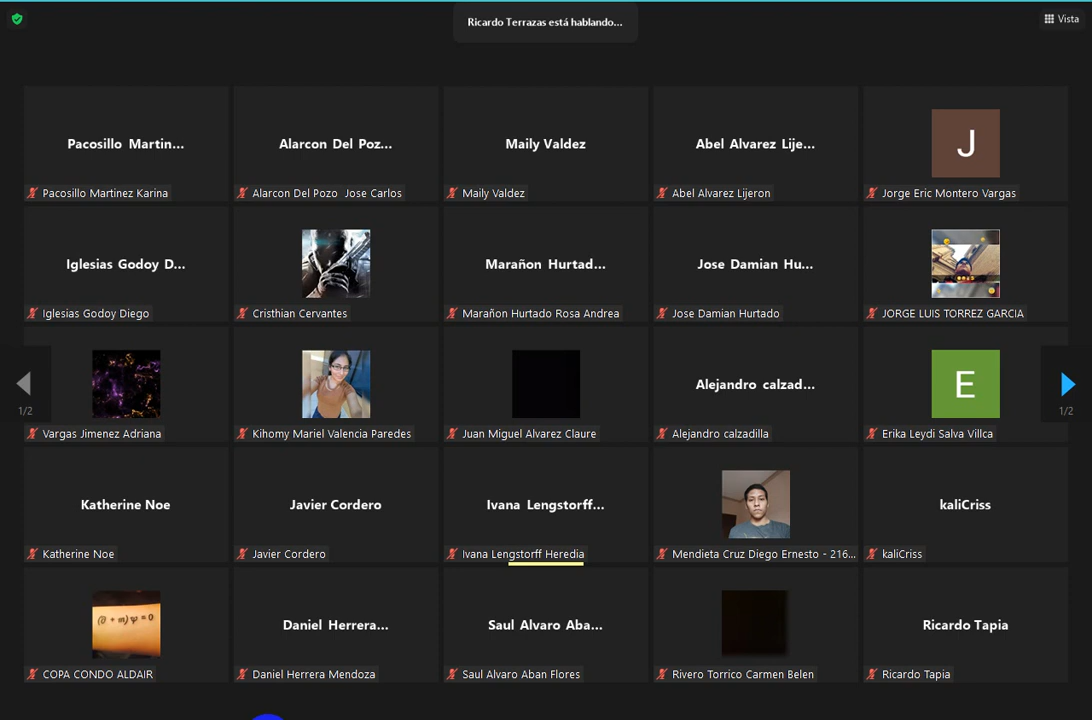 Ricardo Terrazas está hablando...
Vista
Pacosillo Martin...
Pacosillo Martinez Karina
Alarcon Del Poz...
Alarcon Del Pozo Jose Carlos
Maily Valdez
Maily Valdez
Abel Alvarez Lije...
Abel Alvarez Lijeron
J
Jorge Eric Montero Vargas
Iglesias Godoy D...
Iglesias Godoy Diego
Cristhian Cervantes
Marañon Hurtad...
Marañon Hurtado Rosa Andrea
Jose Damian Hu...
Jose Damian Hurtado
JORGE LUIS TORREZ GARCIA
1/2
Vargas Jimenez Adriana
Kihomy Mariel Valencia Paredes
Juan Miguel Alvarez Claure
Alejandro calzad...
Alejandro calzadilla
E
Erika Leydi Salva Villca
1/2
Katherine Noe
Katherine Noe
Javier Cordero
Javier Cordero
Ivana Lengstorff...
Ivana Lengstorff Heredia
Mendieta Cruz Diego Ernesto - 216...
kaliCriss
kaliCriss
(∂ + m) ψ = 0
COPA CONDO ALDAIR
Daniel Herrera...
Daniel Herrera Mendoza
Saul Alvaro Aba...
Saul Alvaro Aban Flores
Rivero Torrico Carmen Belen
Ricardo Tapia
Ricardo Tapia